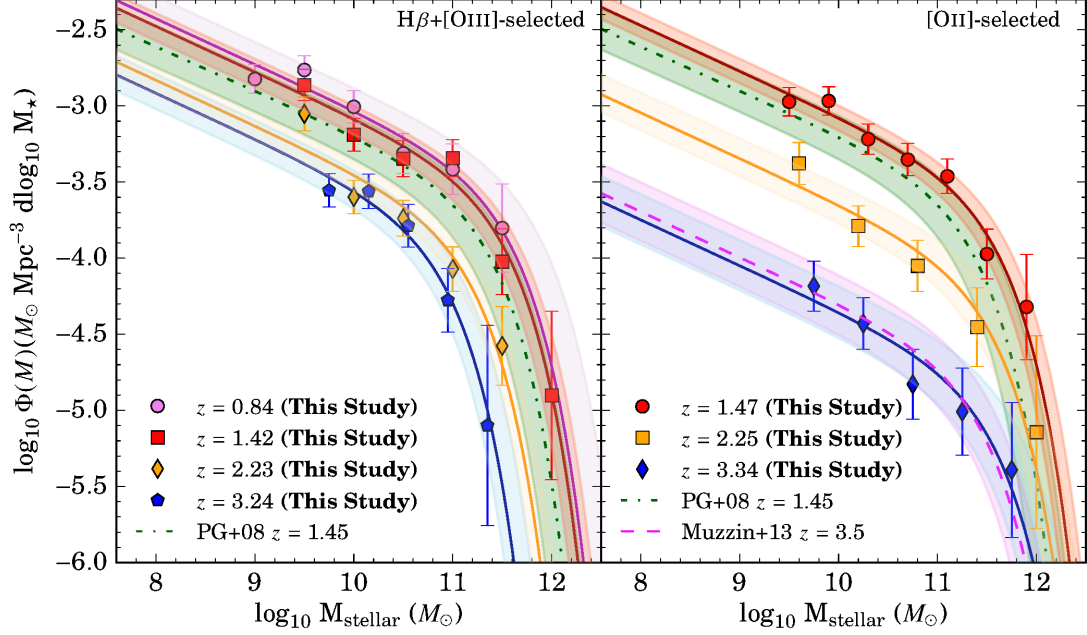 Hβ+[OIII]-selected
[OII]-selected
log₁₀ Φ(M)(M⊙ Mpc⁻³ dlog₁₀ M⋆)
−2.5
−3.0
−3.5
−4.0
−4.5
−5.0
−5.5
−6.0
z = 0.84 (This Study)
z = 1.42 (This Study)
z = 2.23 (This Study)
z = 3.24 (This Study)
PG+08 z = 1.45
z = 1.47 (This Study)
z = 2.25 (This Study)
z = 3.34 (This Study)
PG+08 z = 1.45
Muzzin+13 z = 3.5
8 9 10 11 12
8 9 10 11 12
log₁₀ M_stellar (M⊙)
log₁₀ M_stellar (M⊙)